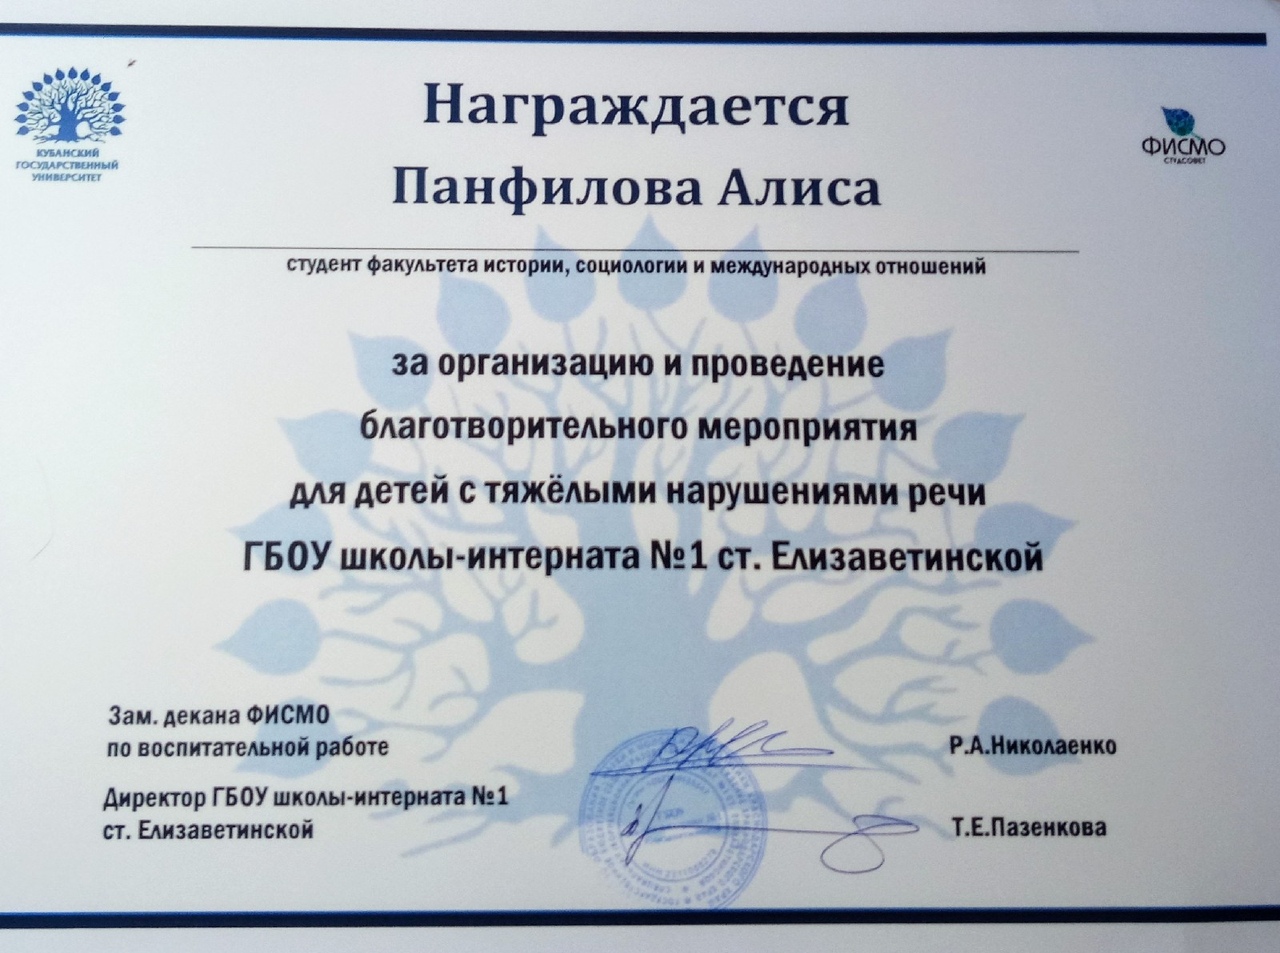 КУБАНСКИЙ
ГОСУДАРСТВЕННЫЙ
УНИВЕРСИТЕТ
ФИСМО
СТУДСОВЕТ
Награждается
Панфилова Алиса
студент факультета истории, социологии и международных отношений
за организацию и проведение
благотворительного мероприятия
для детей с тяжёлыми нарушениями речи
ГБОУ школы-интерната №1 ст. Елизаветинской
Зам. декана ФИСМО
по воспитательной работе
Р.А.Николаенко
Директор ГБОУ школы-интерната №1
ст. Елизаветинской
Т.Е.Пазенкова